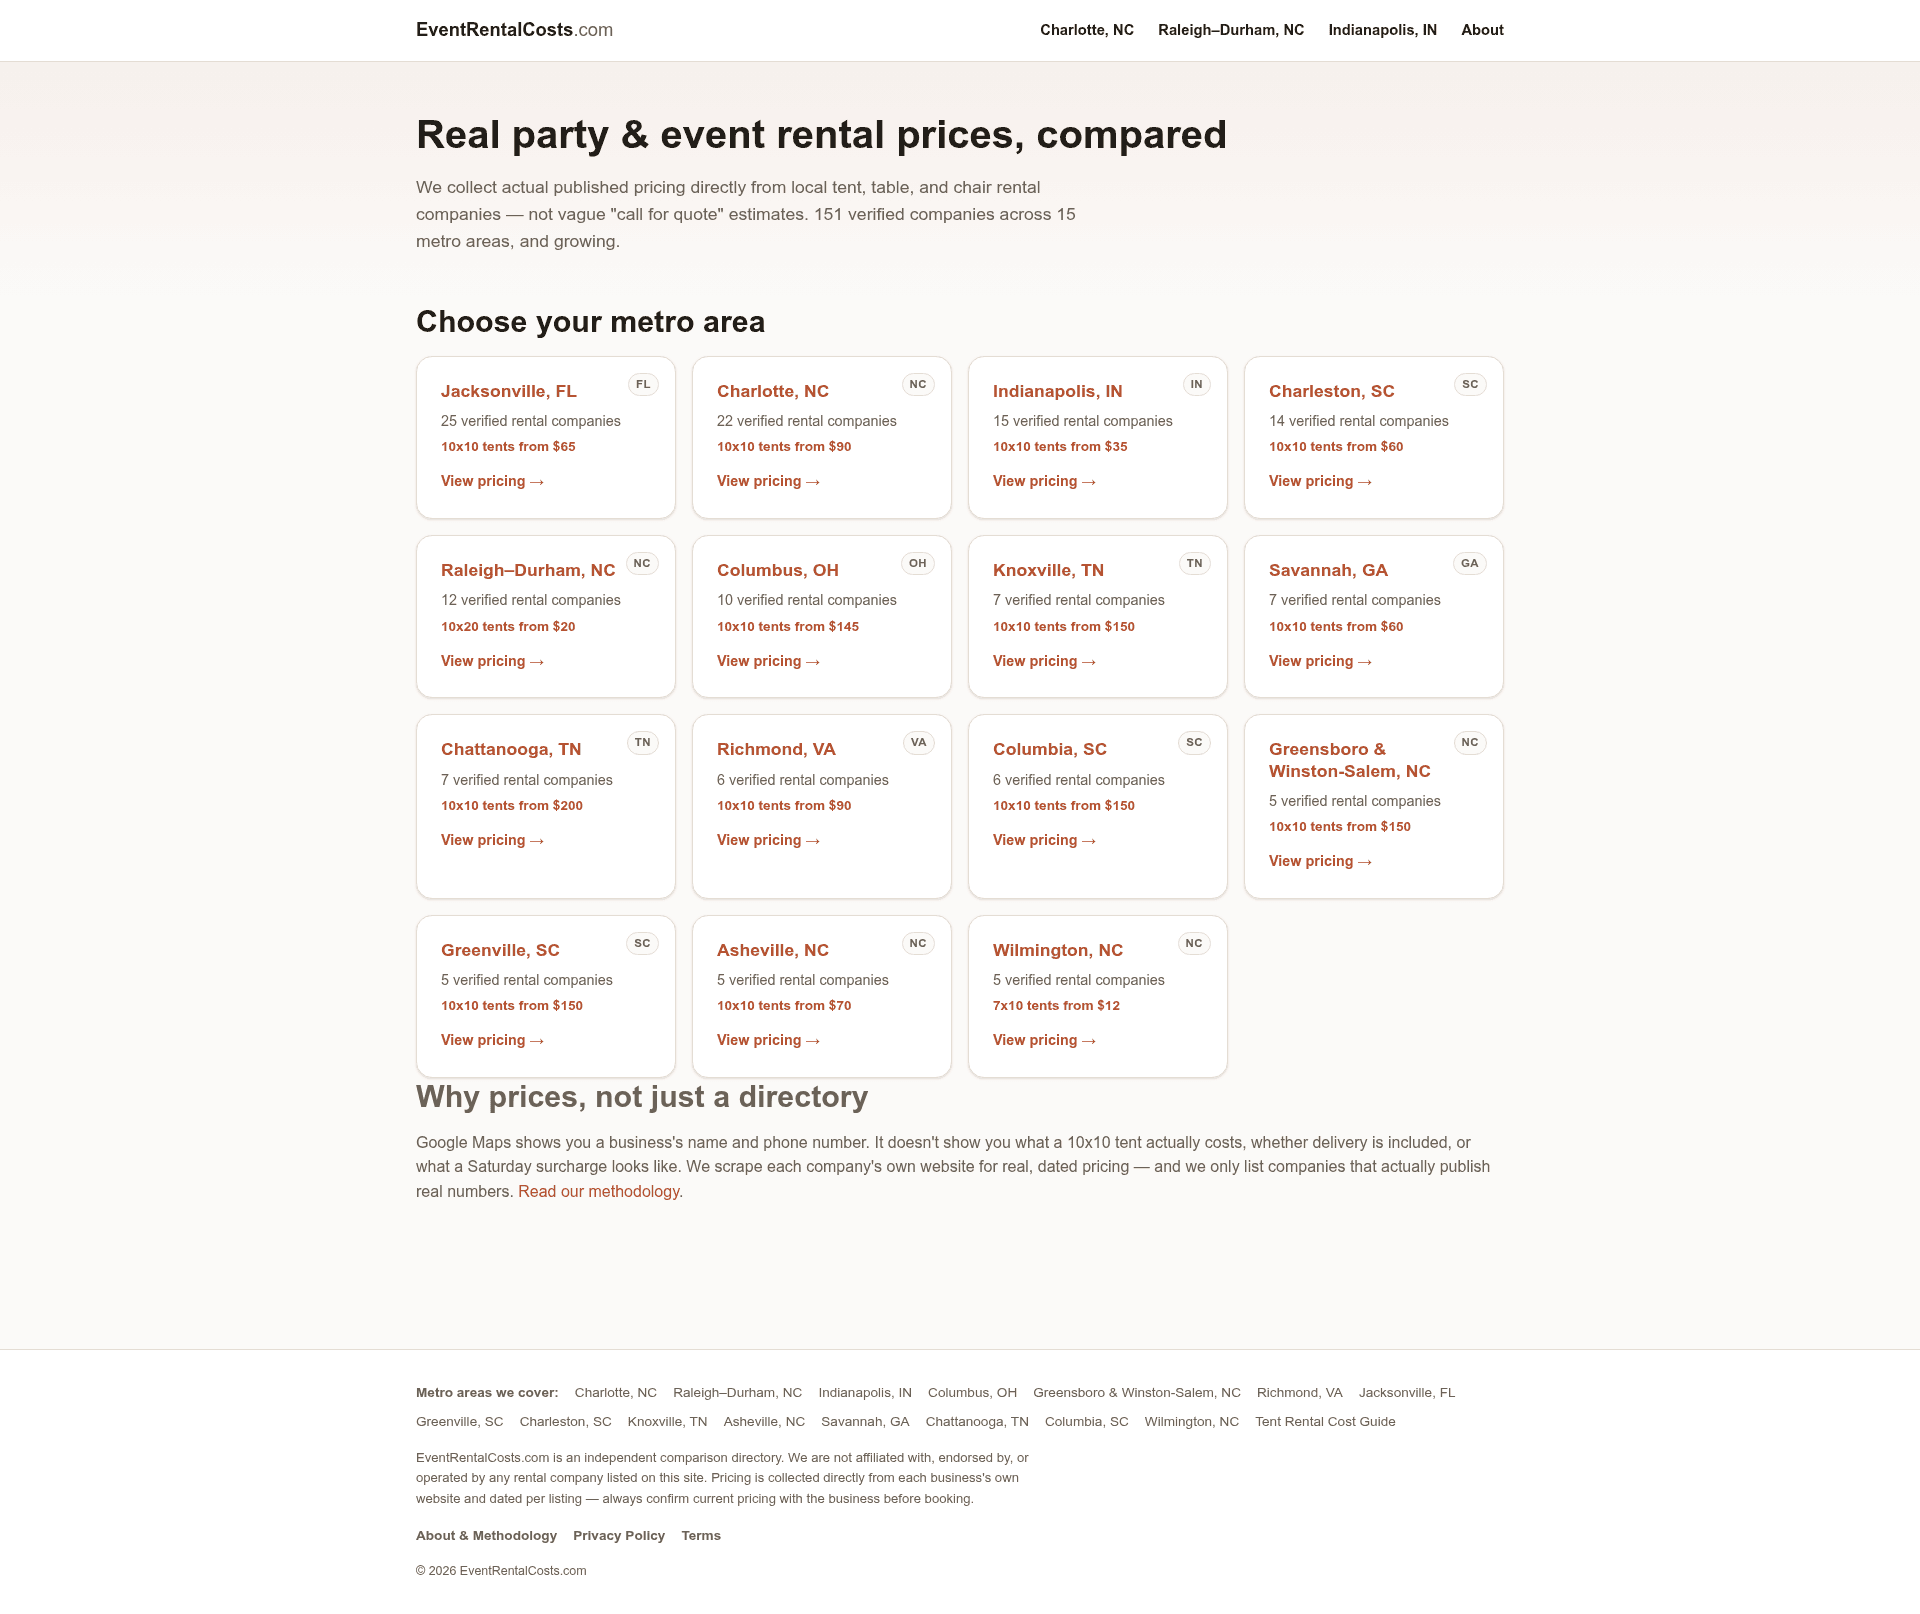 EventRentalCosts.com
Charlotte, NC
Raleigh–Durham, NC
Indianapolis, IN
About
Real party & event rental prices, compared
We collect actual published pricing directly from local tent, table, and chair rental
companies — not vague "call for quote" estimates. 151 verified companies across 15
metro areas, and growing.
Choose your metro area
Jacksonville, FL
FL
25 verified rental companies
10x10 tents from $65
View pricing →
Charlotte, NC
NC
22 verified rental companies
10x10 tents from $90
View pricing →
Indianapolis, IN
IN
15 verified rental companies
10x10 tents from $35
View pricing →
Charleston, SC
SC
14 verified rental companies
10x10 tents from $60
View pricing →
Raleigh–Durham, NC
NC
12 verified rental companies
10x20 tents from $20
View pricing →
Columbus, OH
OH
10 verified rental companies
10x10 tents from $145
View pricing →
Knoxville, TN
TN
7 verified rental companies
10x10 tents from $150
View pricing →
Savannah, GA
GA
7 verified rental companies
10x10 tents from $60
View pricing →
Chattanooga, TN
TN
7 verified rental companies
10x10 tents from $200
View pricing →
Richmond, VA
VA
6 verified rental companies
10x10 tents from $90
View pricing →
Columbia, SC
SC
6 verified rental companies
10x10 tents from $150
View pricing →
Greensboro &
Winston-Salem, NC
NC
5 verified rental companies
10x10 tents from $150
View pricing →
Greenville, SC
SC
5 verified rental companies
10x10 tents from $150
View pricing →
Asheville, NC
NC
5 verified rental companies
10x10 tents from $70
View pricing →
Wilmington, NC
NC
5 verified rental companies
7x10 tents from $12
View pricing →
Why prices, not just a directory
Google Maps shows you a business's name and phone number. It doesn't show you what a 10x10 tent actually costs, whether delivery is included, or
what a Saturday surcharge looks like. We scrape each company's own website for real, dated pricing — and we only list companies that actually publish
real numbers. Read our methodology.
Metro areas we cover: Charlotte, NC Raleigh–Durham, NC Indianapolis, IN Columbus, OH Greensboro & Winston-Salem, NC Richmond, VA Jacksonville, FL
Greenville, SC Charleston, SC Knoxville, TN Asheville, NC Savannah, GA Chattanooga, TN Columbia, SC Wilmington, NC Tent Rental Cost Guide
EventRentalCosts.com is an independent comparison directory. We are not affiliated with, endorsed by, or
operated by any rental company listed on this site. Pricing is collected directly from each business's own
website and dated per listing — always confirm current pricing with the business before booking.
About & Methodology Privacy Policy Terms
© 2026 EventRentalCosts.com